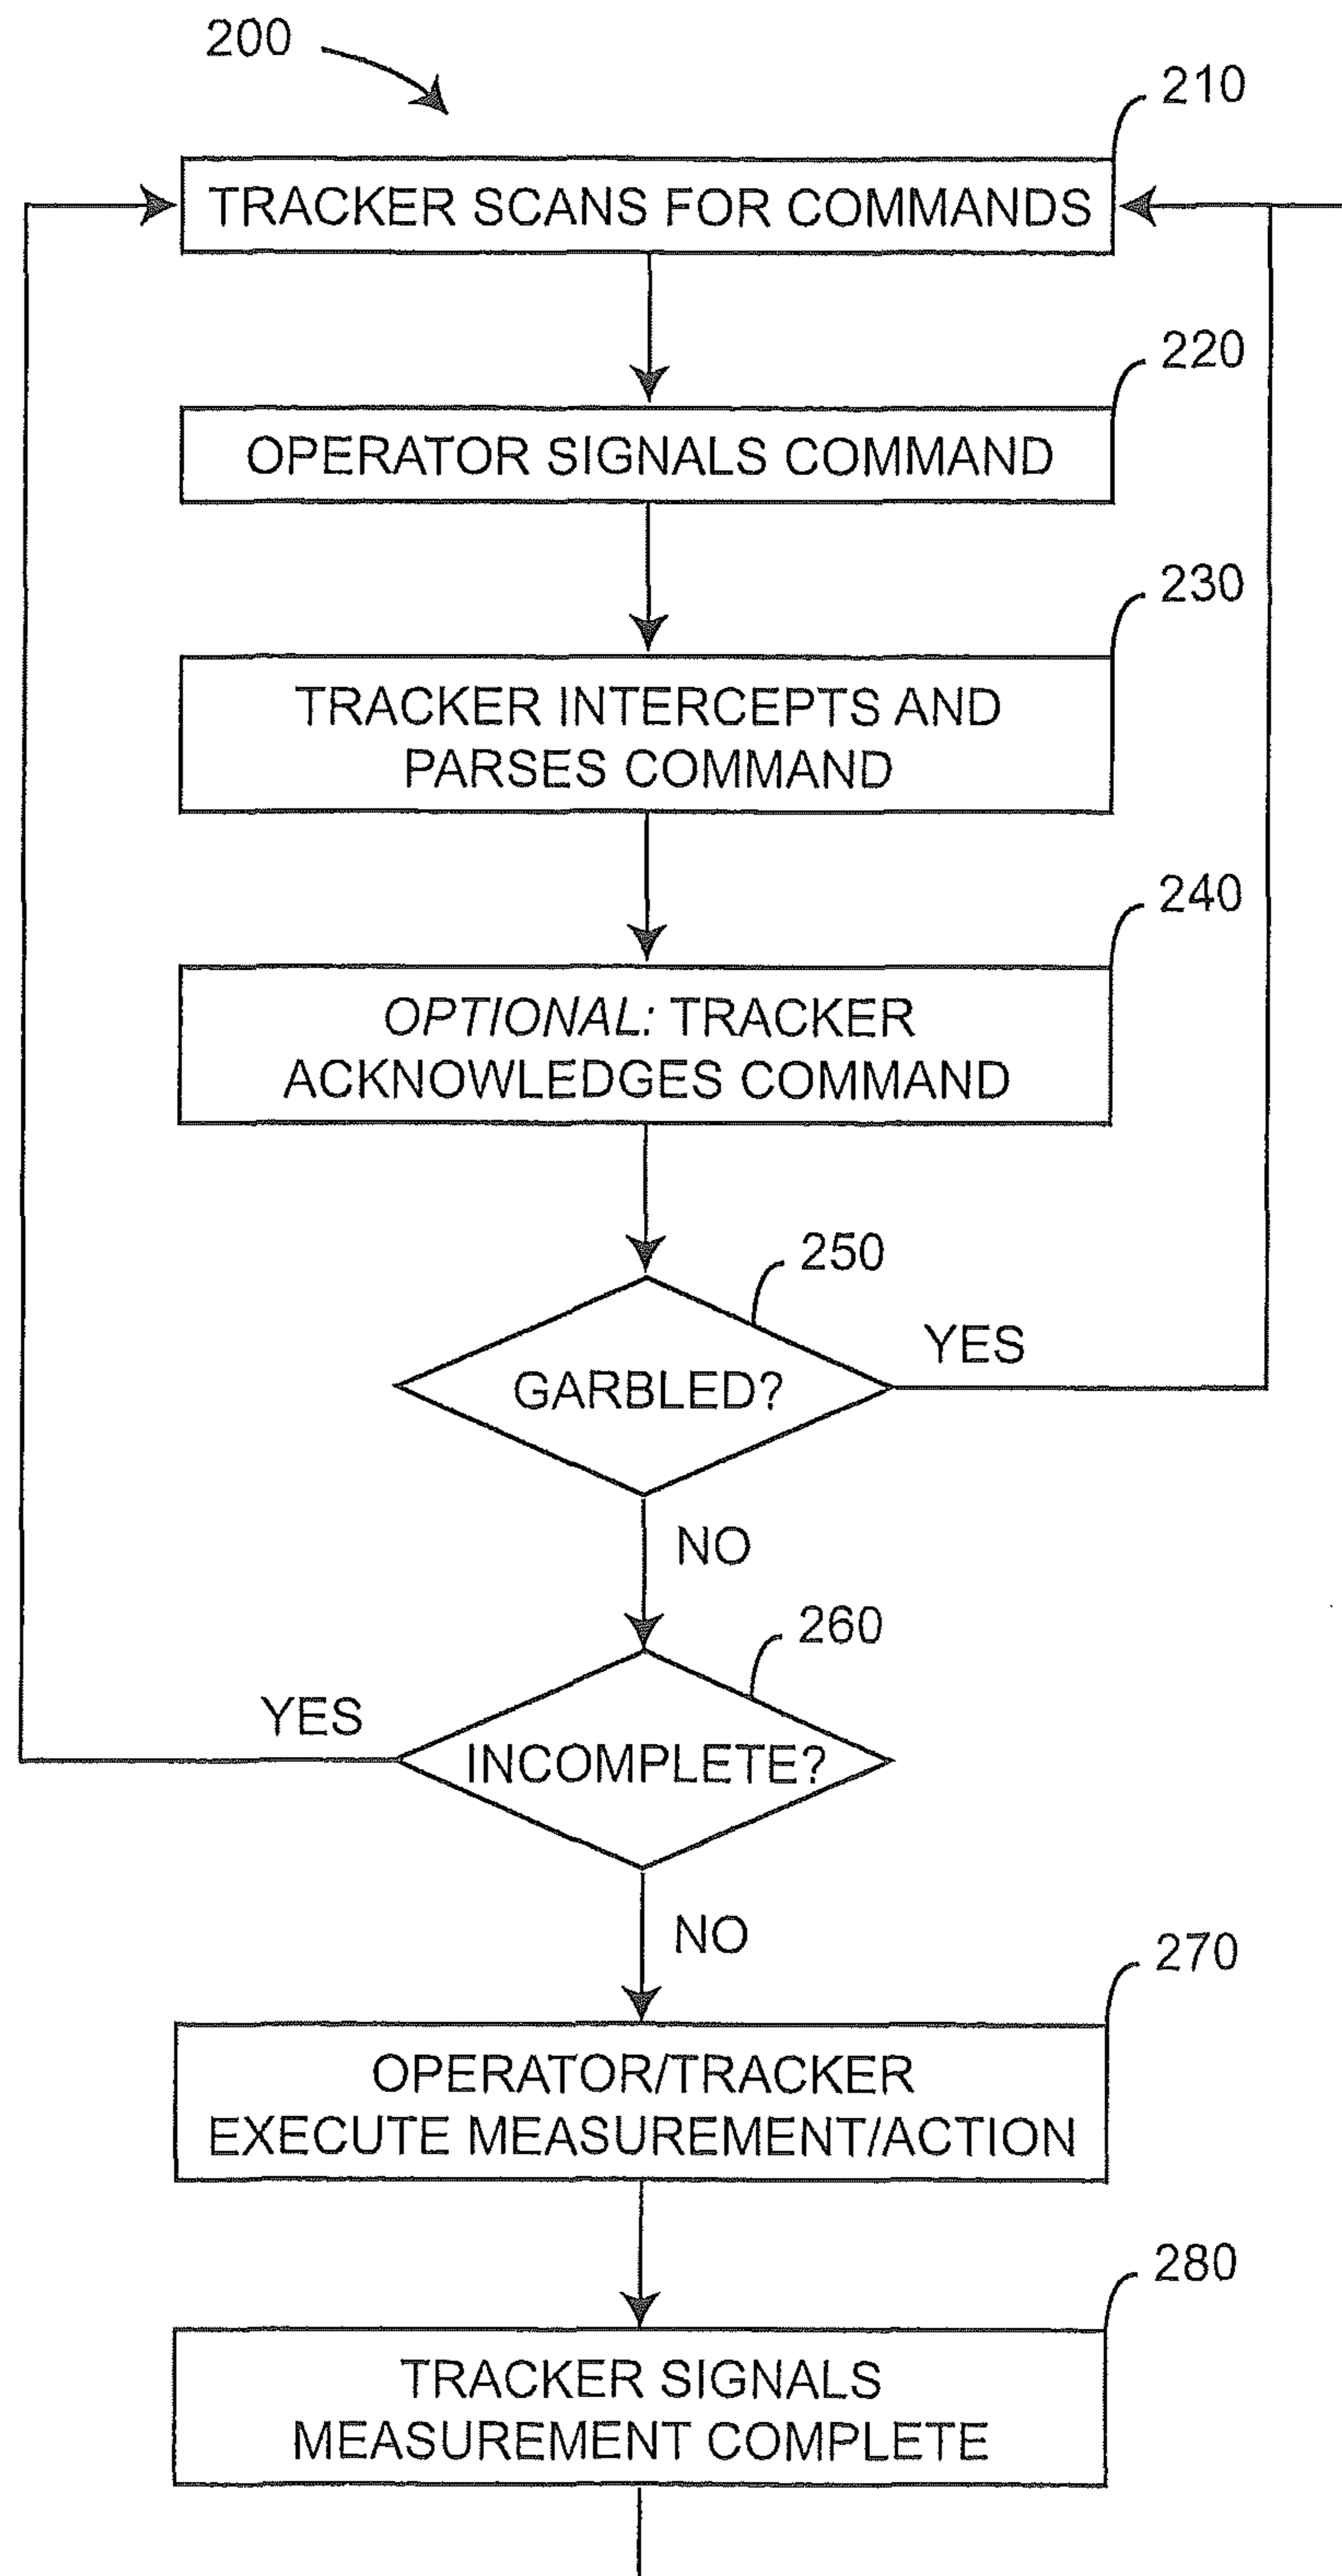 200
210
TRACKER SCANS FOR COMMANDS
220
OPERATOR SIGNALS COMMAND
230
TRACKER INTERCEPTS AND
PARSES COMMAND
240
OPTIONAL: TRACKER
ACKNOWLEDGES COMMAND
250
GARBLED?
YES
NO
260
YES
INCOMPLETE?
NO
270
OPERATOR/TRACKER
EXECUTE MEASUREMENT/ACTION
280
TRACKER SIGNALS
MEASUREMENT COMPLETE